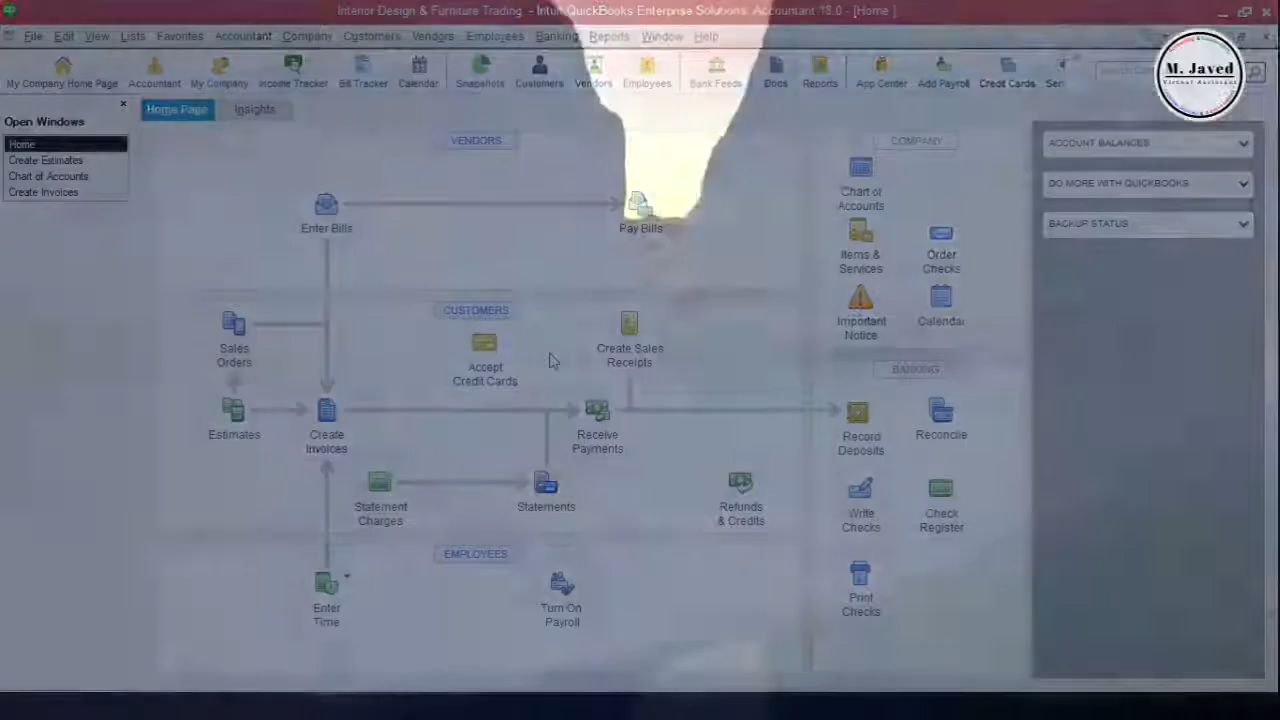 Interior Design & Furniture Trading - Intuit QuickBooks Enterprise Solutions: Accountant 18.0 - [Home ]
File Edit View Lists Favorites Accountant Company Customers Vendors Employees Banking Reports Window Help
My Company Home Page Accountant My Company Income Tracker Bill Tracker Calendar Snapshots Customers Vendors Employees Bank Feeds Docs Reports App Center Add Payroll Credit Cards
M. Javed
Virtual Assistant
Open Windows
Home
Create Estimates
Chart of Accounts
Create Invoices
Home Page Insights
VENDORS
Enter Bills
Pay Bills
CUSTOMERS
Sales
Orders
Accept
Credit Cards
Create Sales
Receipts
Estimates
Create
Invoices
Receive
Payments
Statement
Charges
Statements
Refunds
& Credits
EMPLOYEES
Enter
Time
Turn On
Payroll
COMPANY
Chart of
Accounts
Items &
Services
Order
Checks
Important
Notice
Calendar
BANKING
Record
Deposits
Reconcile
Write
Checks
Check
Register
Print
Checks
ACCOUNT BALANCES
DO MORE WITH QUICKBOOKS
BACKUP STATUS